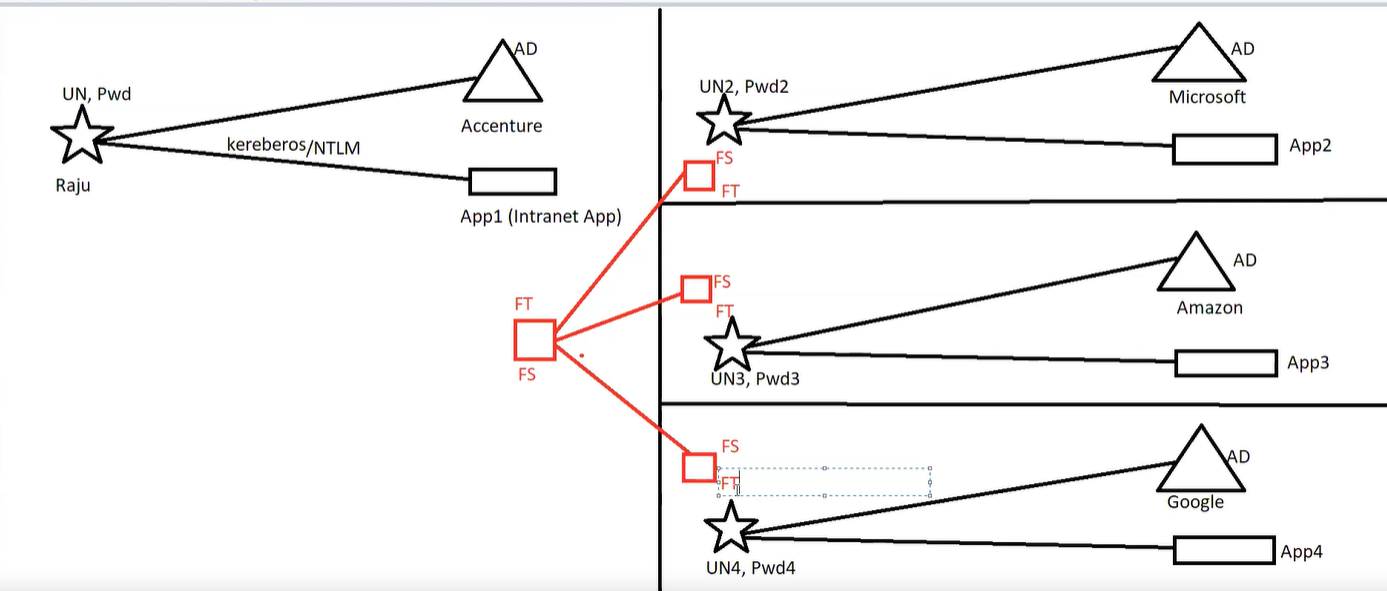 UN, Pwd
AD
Accenture
kereberos/NTLM
Raju
App1 (Intranet App)
FT
FS
UN2, Pwd2
AD
Microsoft
App2
FS
FT
FS
FT
AD
Amazon
UN3, Pwd3
App3
FS
FT
AD
Google
UN4, Pwd4
App4